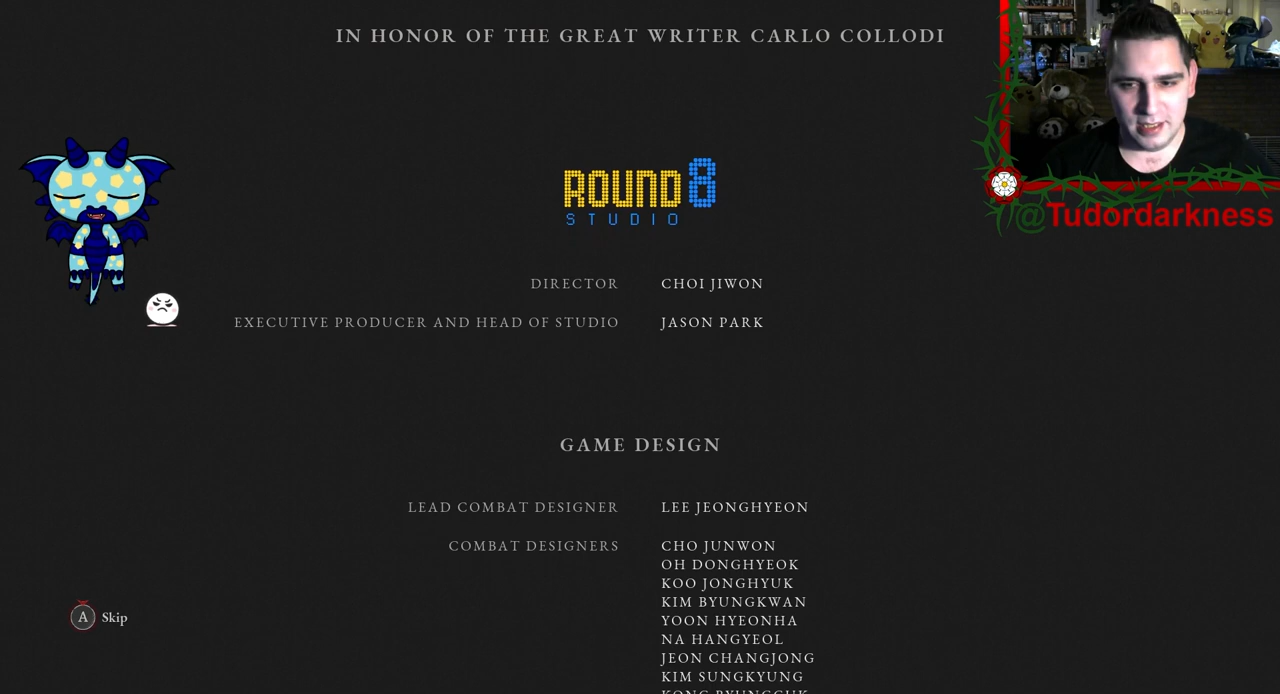 IN HONOR OF THE GREAT WRITER CARLO COLLODI
ROUND8
STUDIO
@Tudordarkness
DIRECTOR CHOI JIWON
EXECUTIVE PRODUCER AND HEAD OF STUDIO JASON PARK
GAME DESIGN
LEAD COMBAT DESIGNER LEE JEONGHYEON
COMBAT DESIGNERS CHO JUNWON
OH DONGHYEOK
KOO JONGHYUK
KIM BYUNGKWAN
YOON HYEONHA
NA HANGYEOL
JEON CHANGJONG
KIM SUNGKYUNG
A Skip